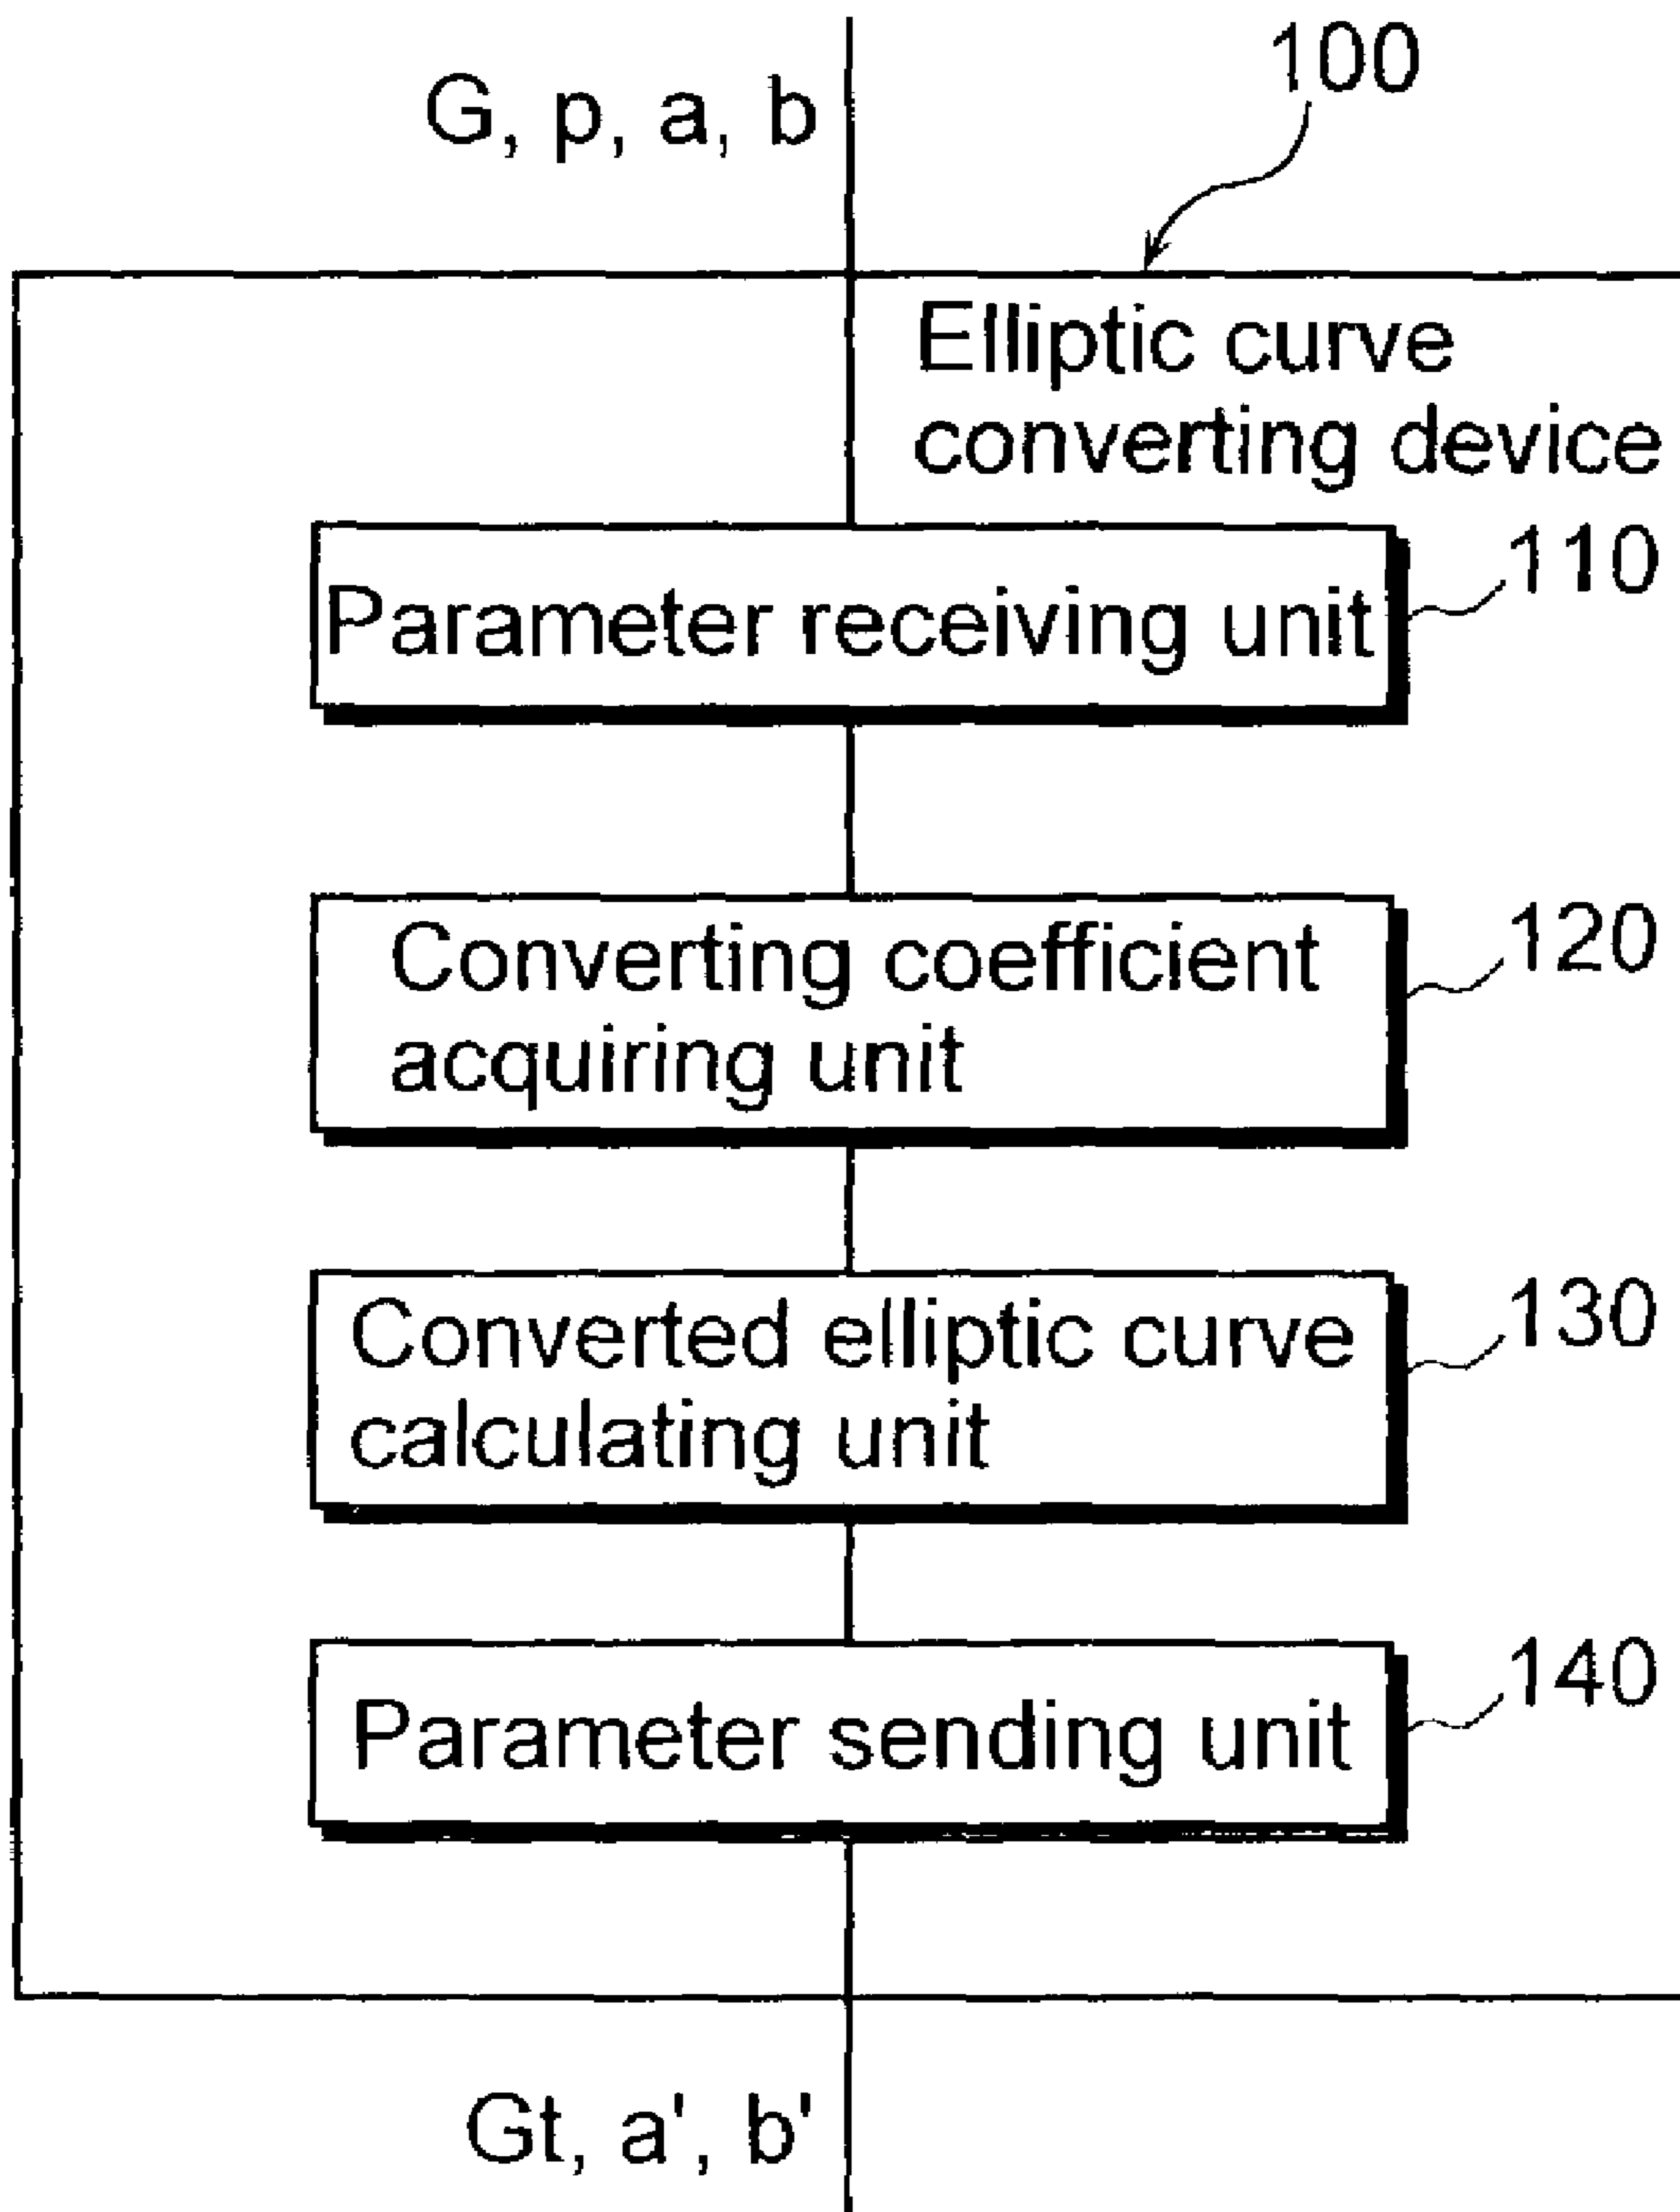 100
G, p, a, b
Elliptic curve
converting device
Parameter receiving unit
110
Converting coefficient
acquiring unit
120
Converted elliptic curve
calculating unit
130
Parameter sending unit
140
Gt, a', b'